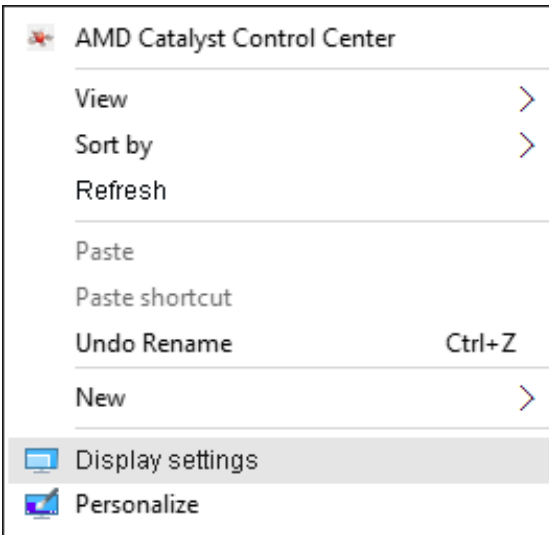 AMD Catalyst Control Center
View
Sort by
Refresh
Paste
Paste shortcut
Undo Rename Ctrl+Z
New
Display settings
Personalize